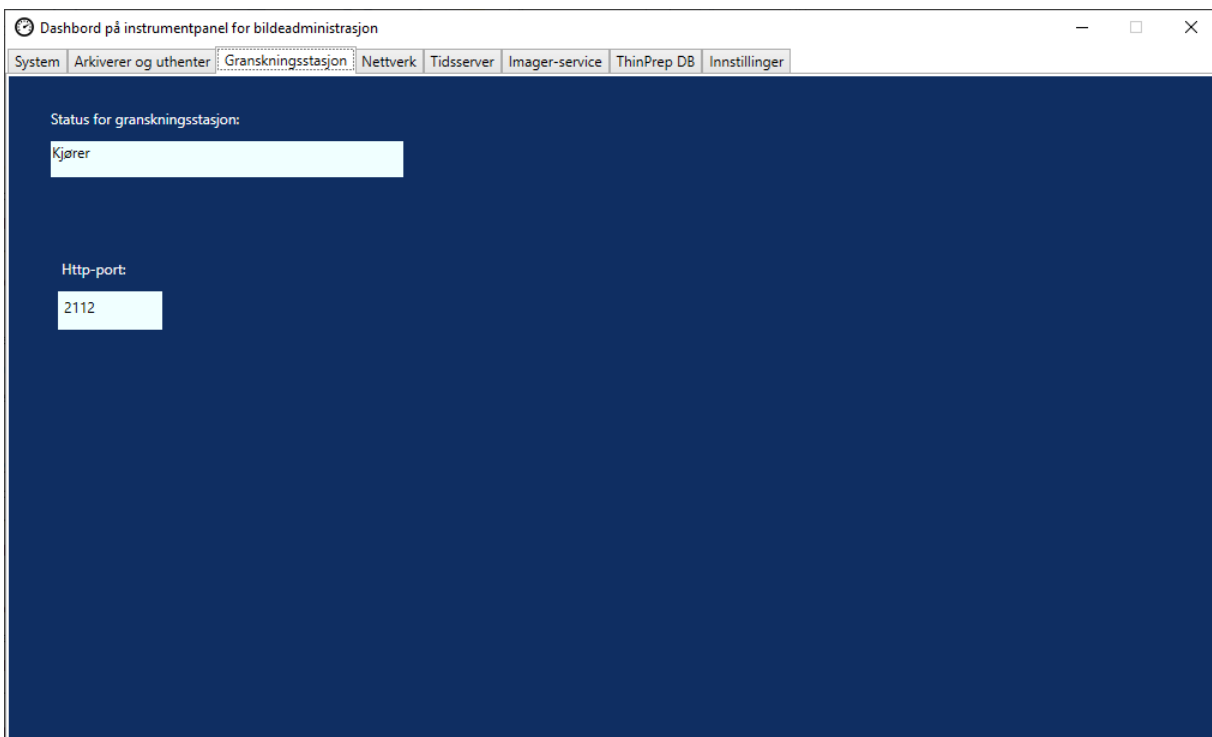 Dashbord på instrumentpanel for bildeadministrasjon
System Arkiverer og uthenter Granskningsstasjon Nettverk Tidsserver Imager-service ThinPrep DB Innstillinger
Status for granskningsstasjon:
Kjører
Http-port:
2112